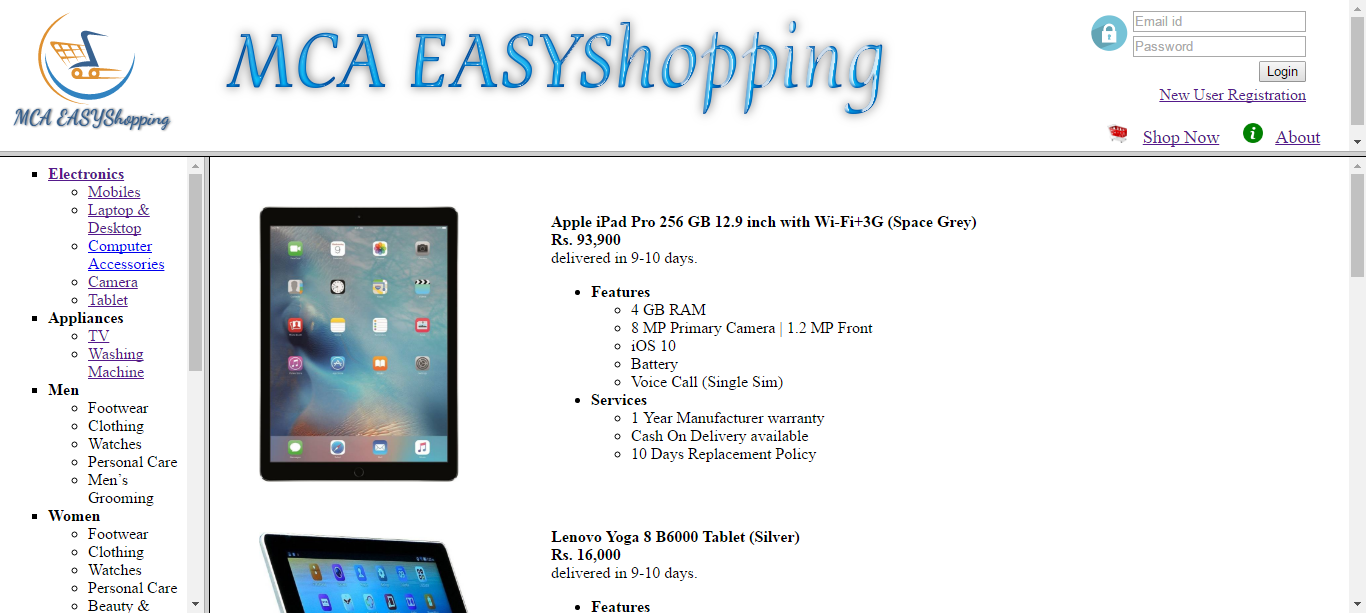 MCA EASYShopping
MCA EASYShopping
Email id
Password
Login
New User Registration
Shop Now
About
Electronics
Mobiles
Laptop &
Desktop
Computer
Accessories
Camera
Tablet
Appliances
TV
Washing
Machine
Men
Footwear
Clothing
Watches
Personal Care
Men's
Grooming
Women
Footwear
Clothing
Watches
Personal Care
Beauty &
Apple iPad Pro 256 GB 12.9 inch with Wi-Fi+3G (Space Grey)
Rs. 93,900
delivered in 9-10 days.
Features
4 GB RAM
8 MP Primary Camera | 1.2 MP Front
iOS 10
Battery
Voice Call (Single Sim)
Services
1 Year Manufacturer warranty
Cash On Delivery available
10 Days Replacement Policy
Lenovo Yoga 8 B6000 Tablet (Silver)
Rs. 16,000
delivered in 9-10 days.
Features